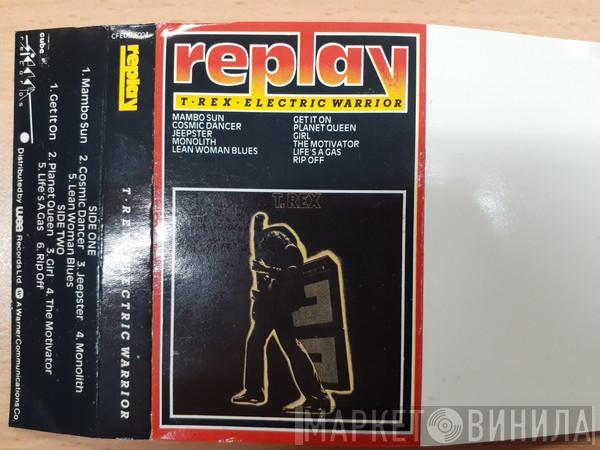 replay
T·REX·ELECTRIC WARRIOR
MAMBO SUN
COSMIC DANCER
JEEPSTER
MONOLITH
LEAN WOMAN BLUES
GET IT ON
PLANET QUEEN
GIRL
THE MOTIVATOR
LIFE'S A GAS
RIP OFF
T. REX
replay
T·REX ELECTRIC WARRIOR
SIDE ONE
1. Mambo Sun 2. Cosmic Dancer 3. Jeepster 4. Monolith
5. Lean Woman Blues
SIDE TWO
1. Get It On 2. Planet Queen 3. Girl 4. The Motivator
5. Life's A Gas 6. Rip Off
cube
Distributed by wea Records Ltd. A Warner Communications Co.
МАРКЕТ ВИНИЛА